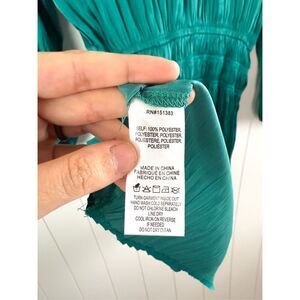 RN#151383
SELF: 100% POLYESTER,
POLYESTER, POLYESTER,
POLIESTERE, POLIESTER,
POLIÉSTER
MADE IN CHINA
FABRIQUÉ EN CHINE
HECHO EN CHINA
TURN GARMENT INSIDE OUT
HAND WASH COLD SEPARATELY
DO NOT CHLORINE BLEACH
LINE DRY
COOL IRON ON REVERSE
IF NEEDED
DO NOT DRY CLEAN